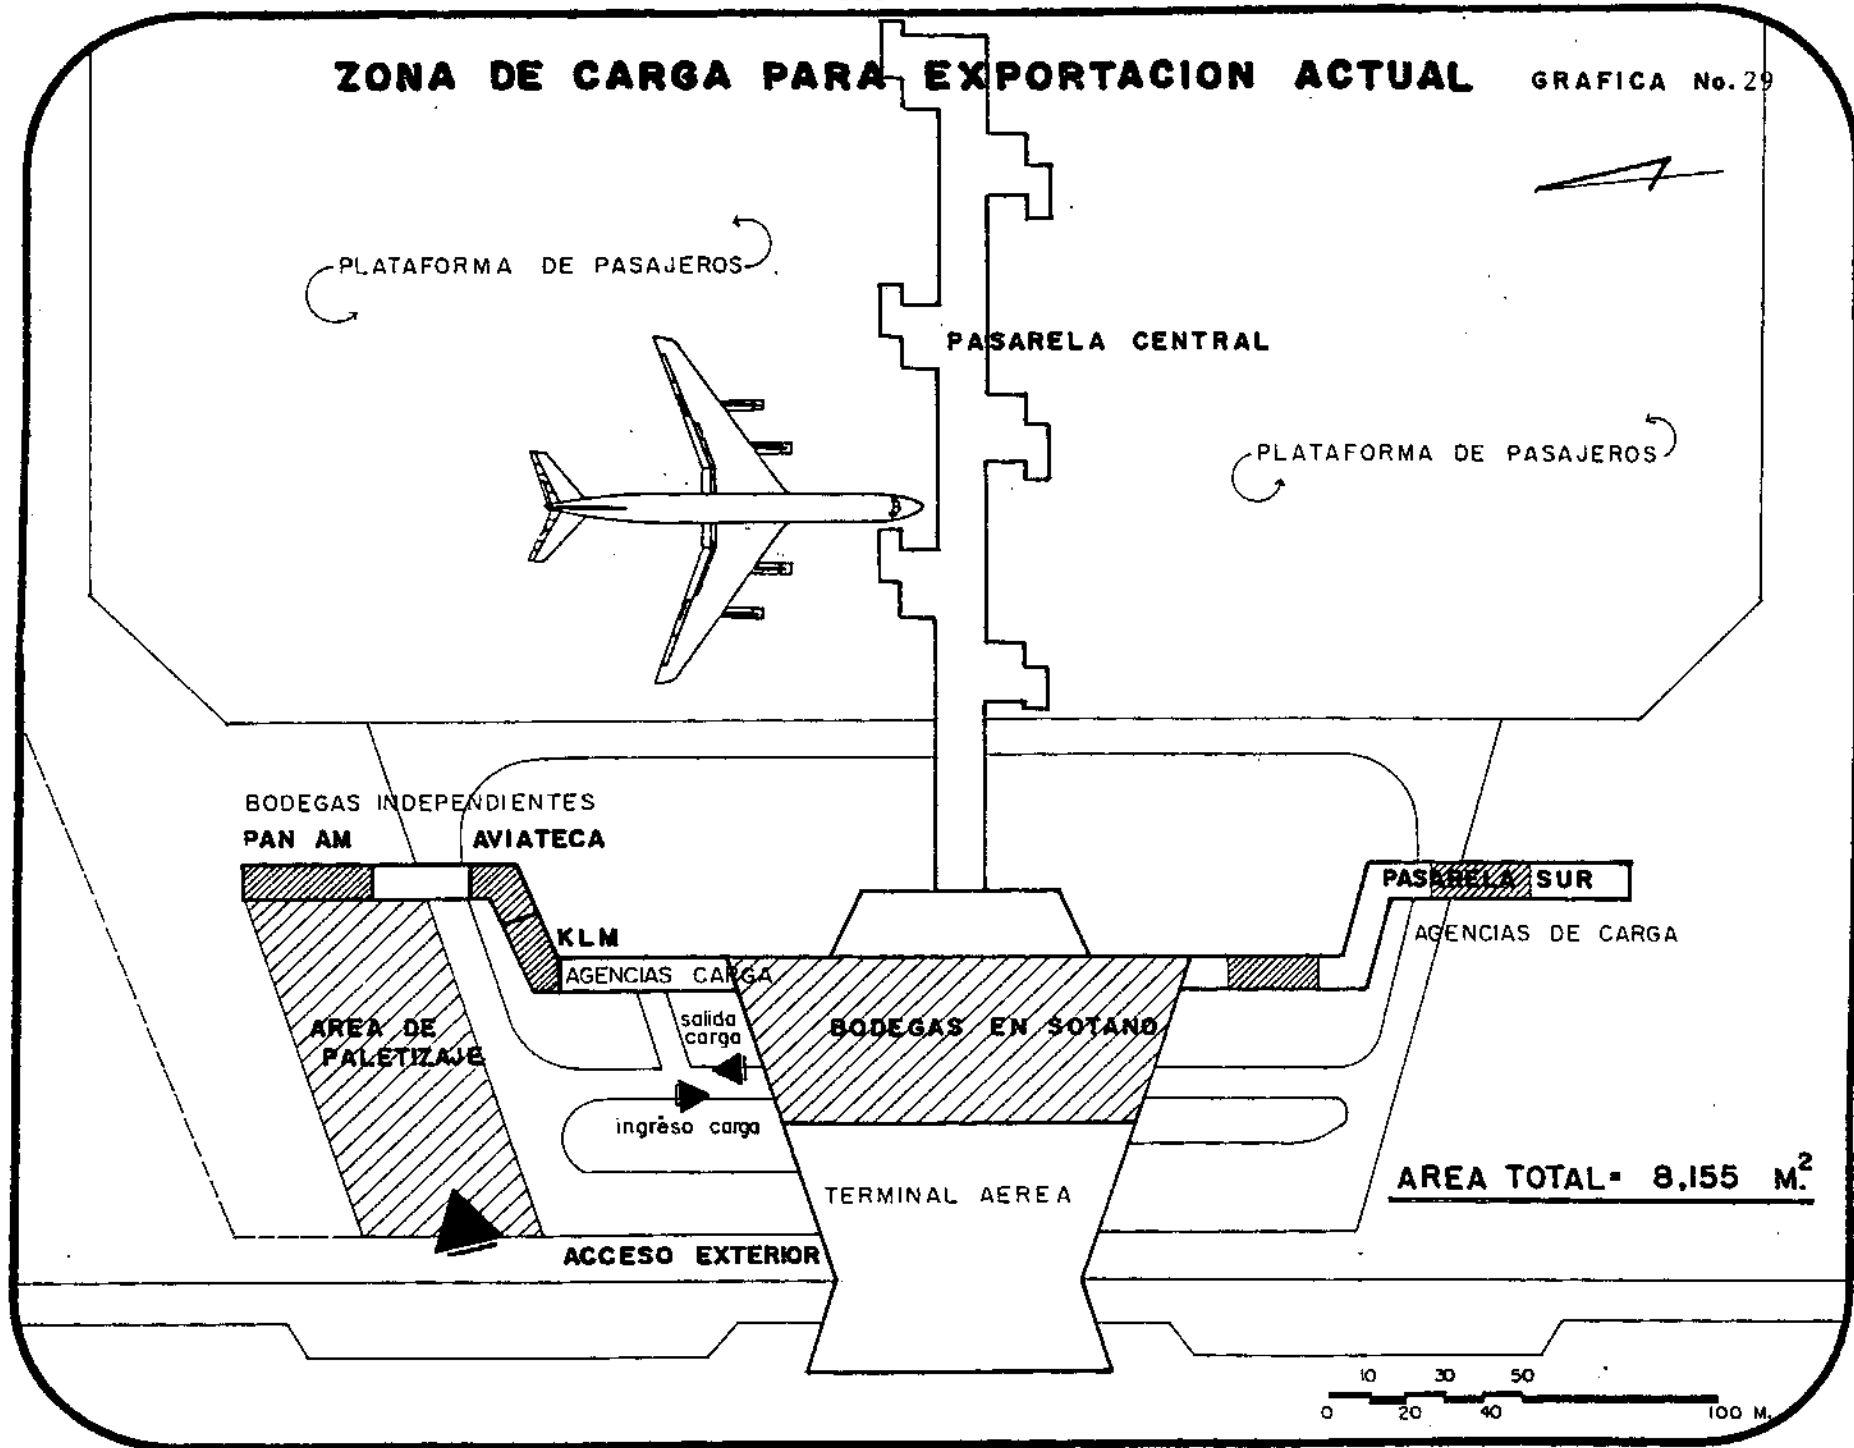 ZONA DE CARGA PARA EXPORTACION ACTUAL
GRAFICA No. 29
PLATAFORMA DE PASAJEROS
PASARELA CENTRAL
PLATAFORMA DE PASAJEROS
BODEGAS INDEPENDIENTES
PAN AM
AVIATECA
PASARELA SUR
KLM
AGENCIAS DE CARGA
AGENCIAS CARGA
AREA DE
PALETIZAJE
salida
carga
BODEGAS EN SOTANO
ingreso carga
AREA TOTAL= 8,155 M.²
TERMINAL AEREA
ACCESO EXTERIOR
10 30 50
0 20 40 100 M.